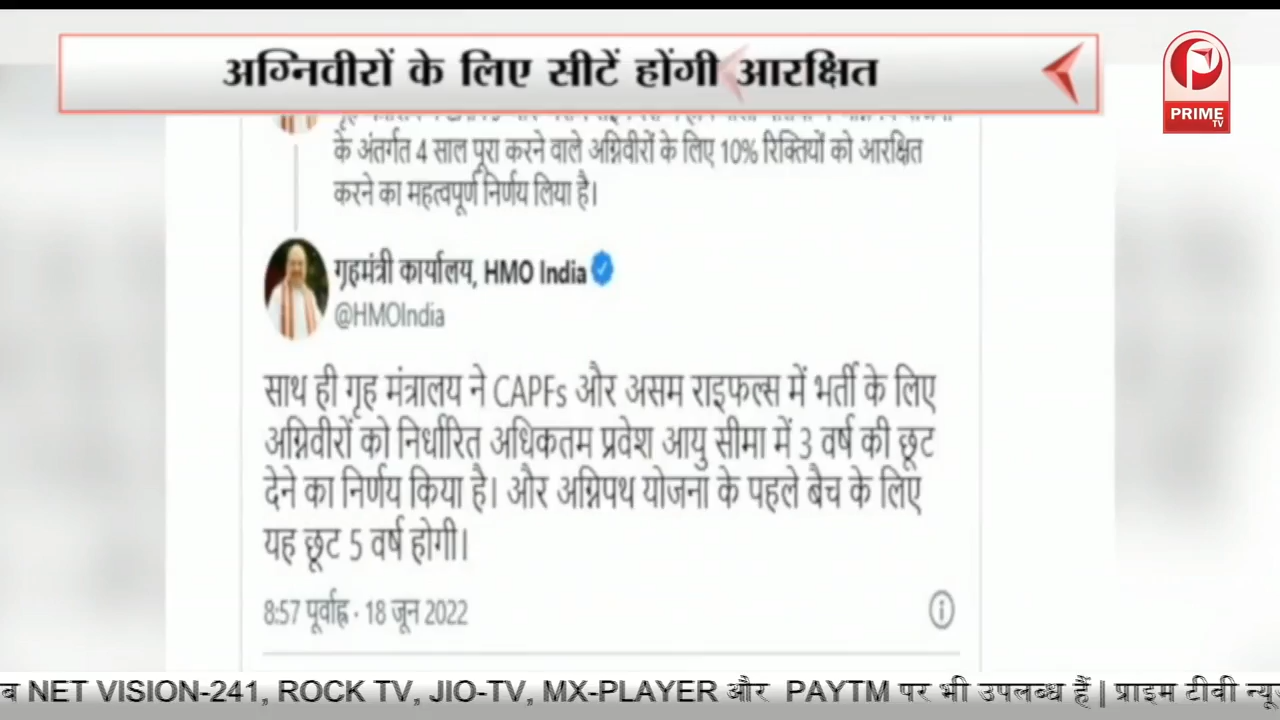 अग्निवीरों के लिए सीटें होंगी आरक्षित
PRIME
TV
के अंतर्गत 4 साल पूरा करने वाले अग्निवीरों के लिए 10% रिक्तियों को आरक्षित
करने का महत्वपूर्ण निर्णय लिया है।
गृहमंत्री कार्यालय, HMO India
@HMOIndia
साथ ही गृह मंत्रालय ने CAPFs और असम राइफल्स में भर्ती के लिए
अग्निवीरों को निर्धारित अधिकतम प्रवेश आयु सीमा में 3 वर्ष की छूट
देने का निर्णय किया है। और अग्निपथ योजना के पहले बैच के लिए
यह छूट 5 वर्ष होगी।
8:57 पूर्वाह्न · 18 जून 2022
ब NET VISION-241, ROCK TV, JIO-TV, MX-PLAYER और PAYTM पर भी उपलब्ध हैं | प्राइम टीवी न्यूज